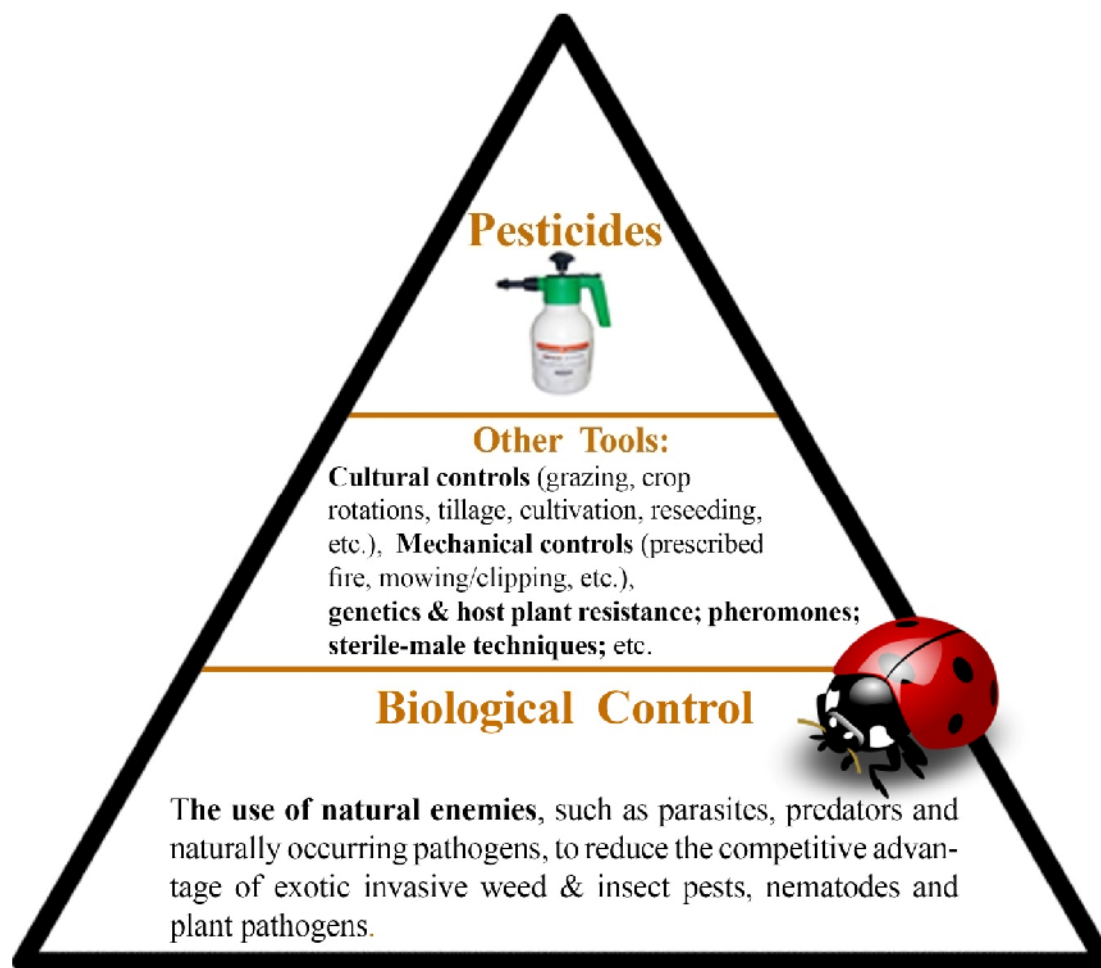 Pesticides
Other Tools:
Cultural controls (grazing, crop
rotations, tillage, cultivation, reseeding,
etc.), Mechanical controls (prescribed
fire, mowing/clipping, etc.),
genetics & host plant resistance; pheromones;
sterile-male techniques; etc.
Biological Control
The use of natural enemies, such as parasites, predators and
naturally occurring pathogens, to reduce the competitive advan-
tage of exotic invasive weed & insect pests, nematodes and
plant pathogens.